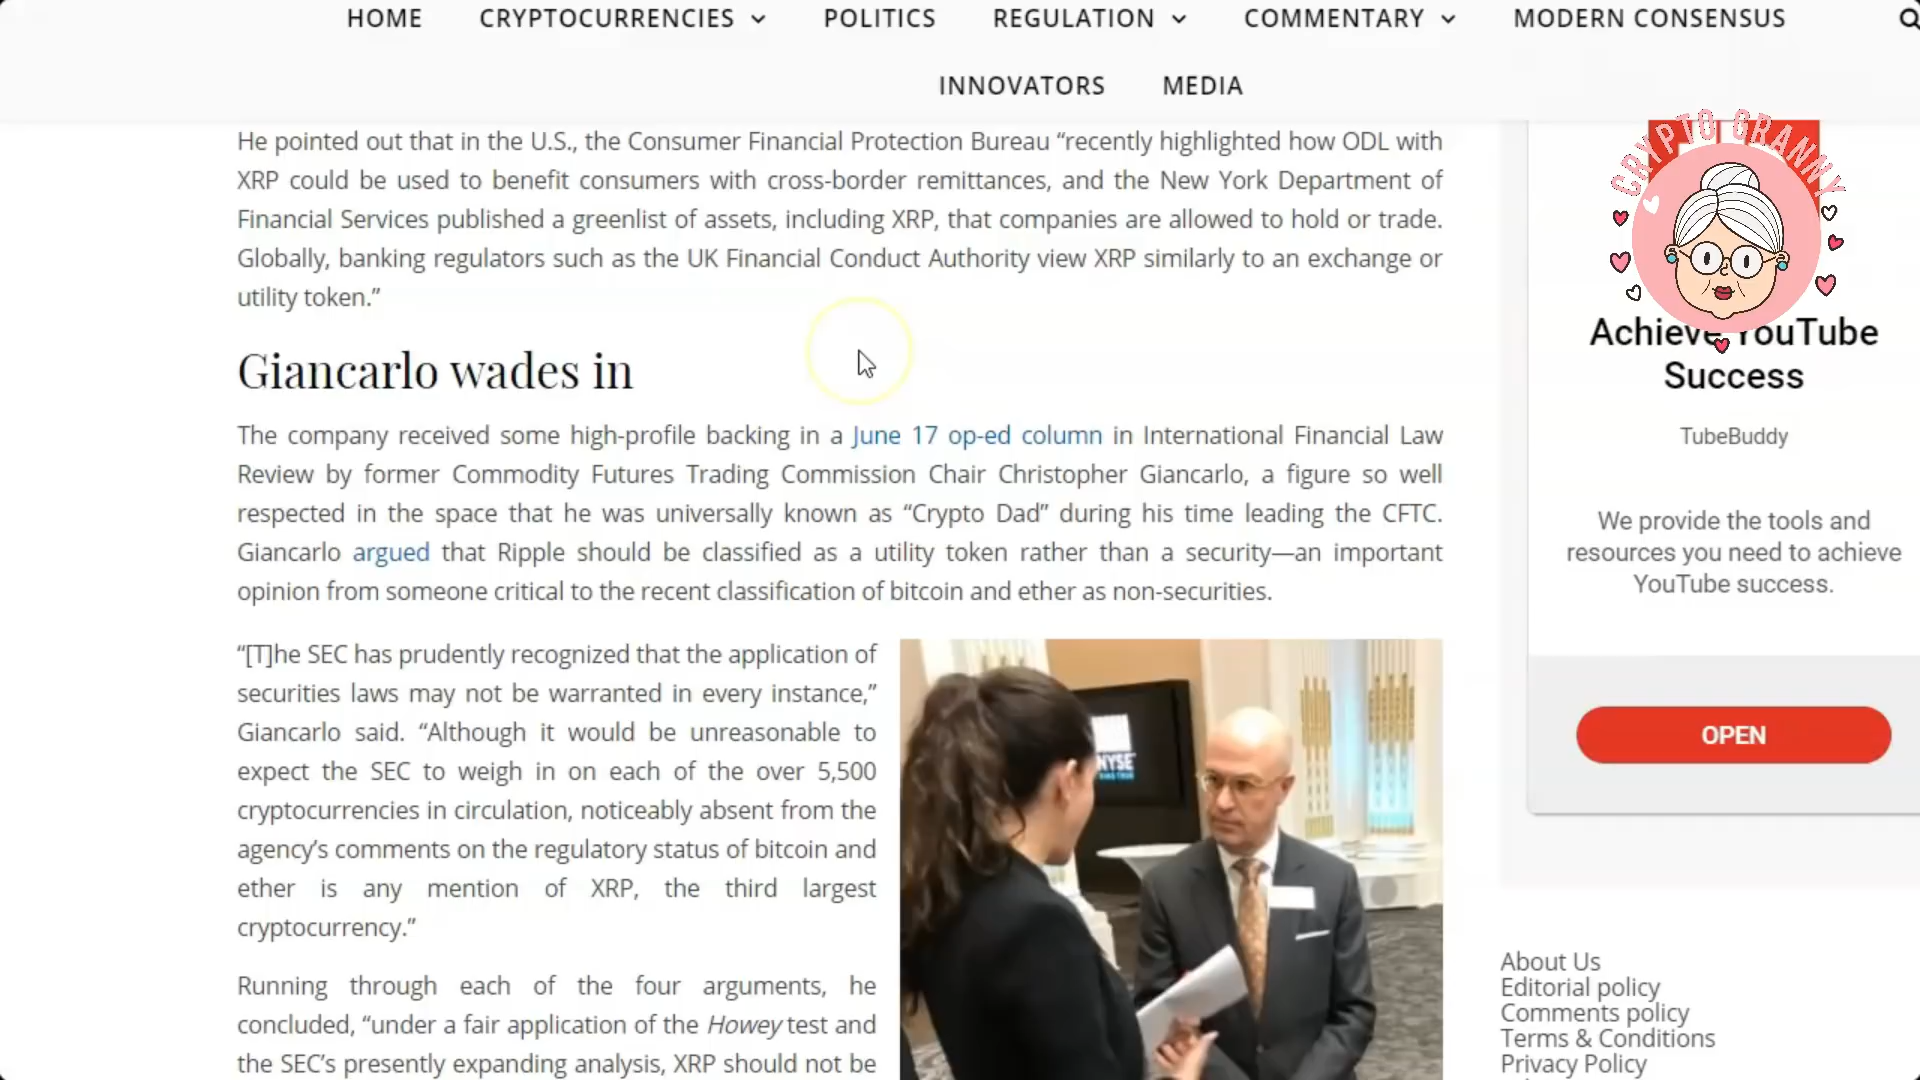 HOME CRYPTOCURRENCIES POLITICS REGULATION COMMENTARY MODERN CONSENSUS
INNOVATORS MEDIA
He pointed out that in the U.S., the Consumer Financial Protection Bureau “recently highlighted how ODL with
XRP could be used to benefit consumers with cross-border remittances, and the New York Department of
Financial Services published a greenlist of assets, including XRP, that companies are allowed to hold or trade.
Globally, banking regulators such as the UK Financial Conduct Authority view XRP similarly to an exchange or
utility token.”
Giancarlo wades in
The company received some high-profile backing in a June 17 op-ed column in International Financial Law
Review by former Commodity Futures Trading Commission Chair Christopher Giancarlo, a figure so well
respected in the space that he was universally known as “Crypto Dad” during his time leading the CFTC.
Giancarlo argued that Ripple should be classified as a utility token rather than a security—an important
opinion from someone critical to the recent classification of bitcoin and ether as non-securities.
“[T]he SEC has prudently recognized that the application of
securities laws may not be warranted in every instance,”
Giancarlo said. “Although it would be unreasonable to
expect the SEC to weigh in on each of the over 5,500
cryptocurrencies in circulation, noticeably absent from the
agency’s comments on the regulatory status of bitcoin and
ether is any mention of XRP, the third largest
cryptocurrency.”
Running through each of the four arguments, he
concluded, “under a fair application of the Howey test and
the SEC’s presently expanding analysis, XRP should not be
NYSE
CRYPTO GRANNY
Achieve YouTube
Success
TubeBuddy
We provide the tools and
resources you need to achieve
YouTube success.
OPEN
About Us
Editorial policy
Comments policy
Terms & Conditions
Privacy Policy